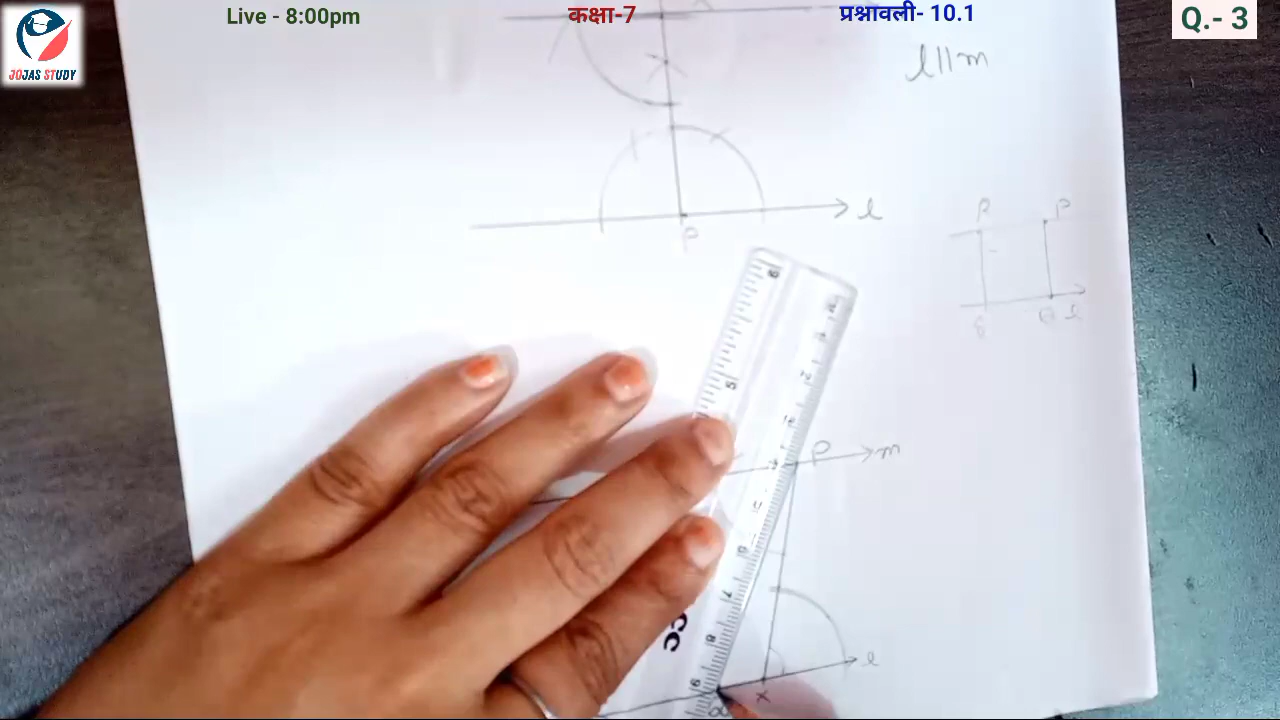 Live - 8:00pm
कक्षा-7
प्रश्नावली- 10.1
Q.- 3
JOJAS STUDY
l || m
l
P
P P
l
P m
l
x